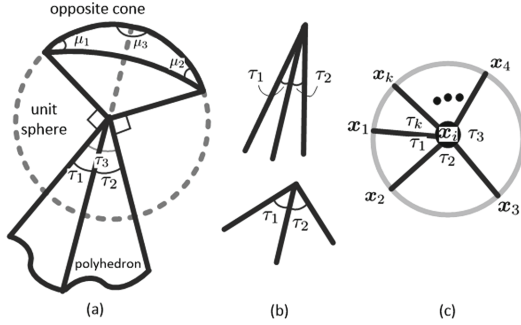 opposite cone
μ₁
μ₃
μ₂
unit
sphere
τ₃
τ₁
τ₂
polyhedron
(a)
τ₁
τ₂
τ₁
τ₂
(b)
x₄
xₖ
x₁
τₖ
xᵢ
τ₃
τ₁
τ₂
x₂
x₃
(c)